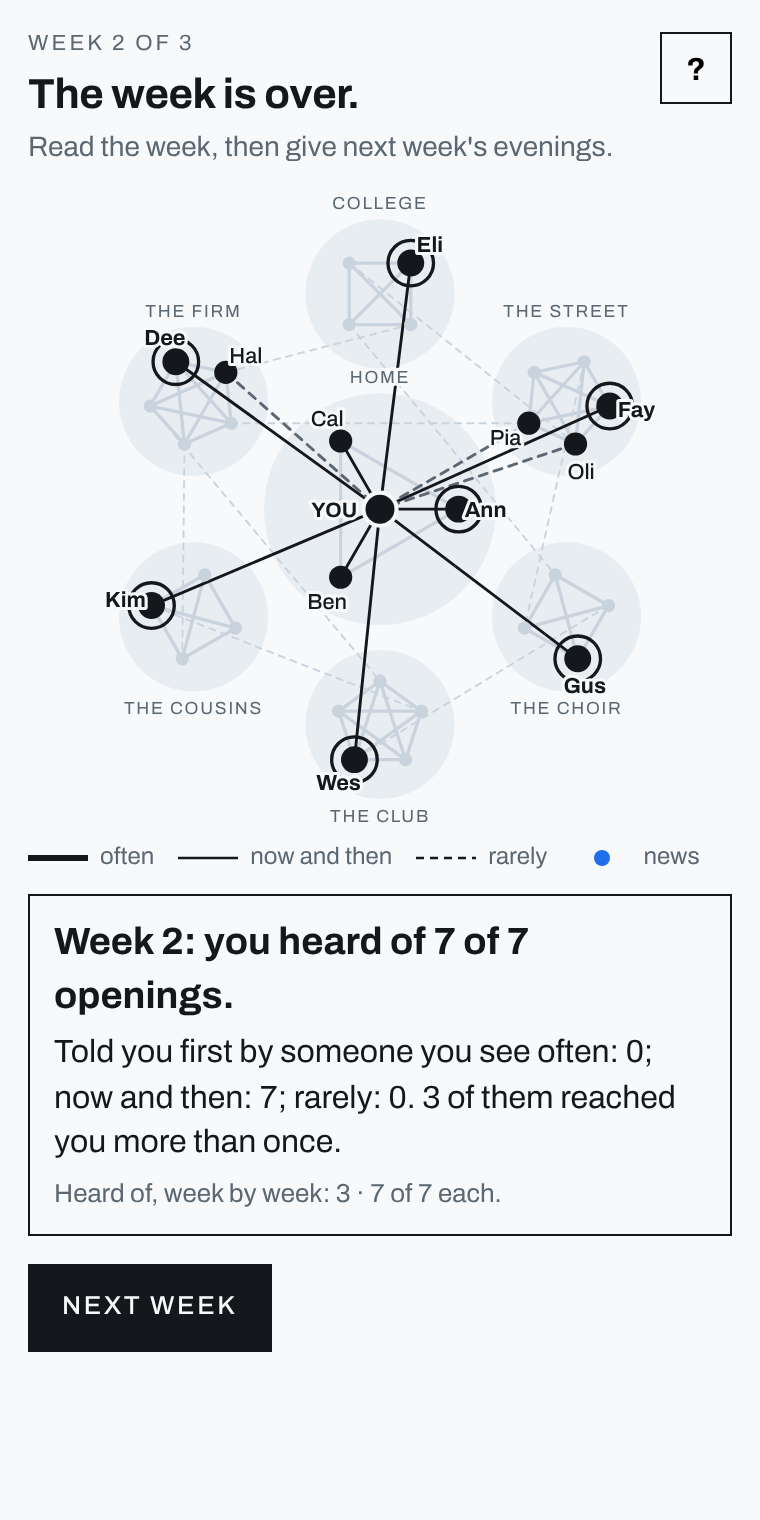 WEEK 2 OF 3
?
The week is over.
Read the week, then give next week's evenings.
COLLEGE
Eli
THE FIRM
THE STREET
Dee
Hal
HOME
Cal
Fay
Pia
Oli
YOU
Ann
Kim
Ben
Gus
THE COUSINS
THE CHOIR
Wes
THE CLUB
often
now and then
rarely
news
Week 2: you heard of 7 of 7
openings.
Told you first by someone you see often: 0;
now and then: 7; rarely: 0. 3 of them reached
you more than once.
Heard of, week by week: 3 · 7 of 7 each.
NEXT WEEK